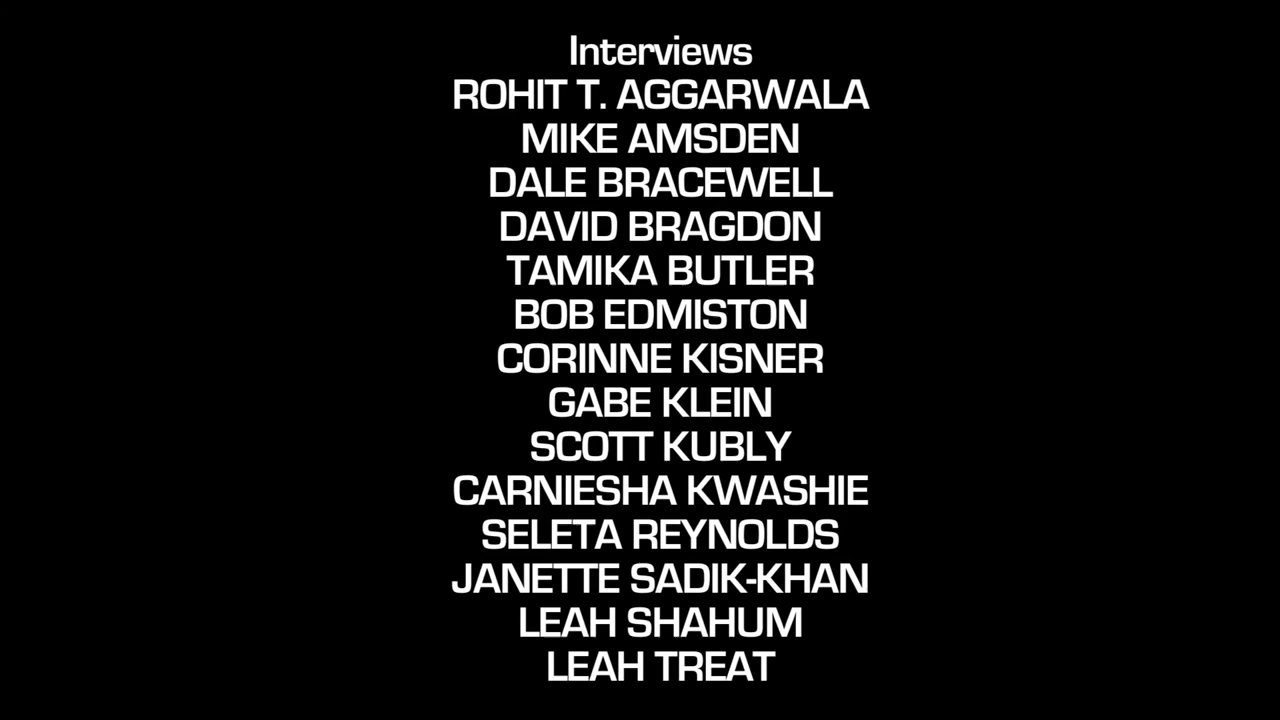 Interviews
ROHIT T. AGGARWALA
MIKE AMSDEN
DALE BRACEWELL
DAVID BRAGDON
TAMIKA BUTLER
BOB EDMISTON
CORINNE KISNER
GABE KLEIN
SCOTT KUBLY
CARNIESHA KWASHIE
SELETA REYNOLDS
JANETTE SADIK-KHAN
LEAH SHAHUM
LEAH TREAT